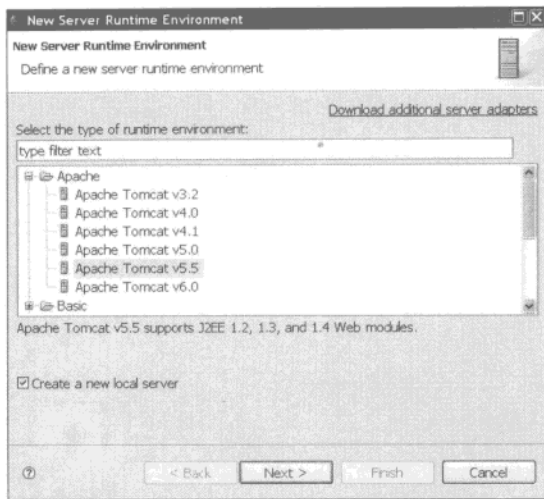 New Server Runtime Environment
New Server Runtime Environment
Define a new server runtime environment
Download additional server adapters
Select the type of runtime environment:
type filter text
Apache
Apache Tomcat v3.2
Apache Tomcat v4.0
Apache Tomcat v4.1
Apache Tomcat v5.0
Apache Tomcat v5.5
Apache Tomcat v6.0
Basic
Apache Tomcat v5.5 supports J2EE 1.2, 1.3, and 1.4 Web modules.
Create a new local server
? < Back Next > Finish Cancel